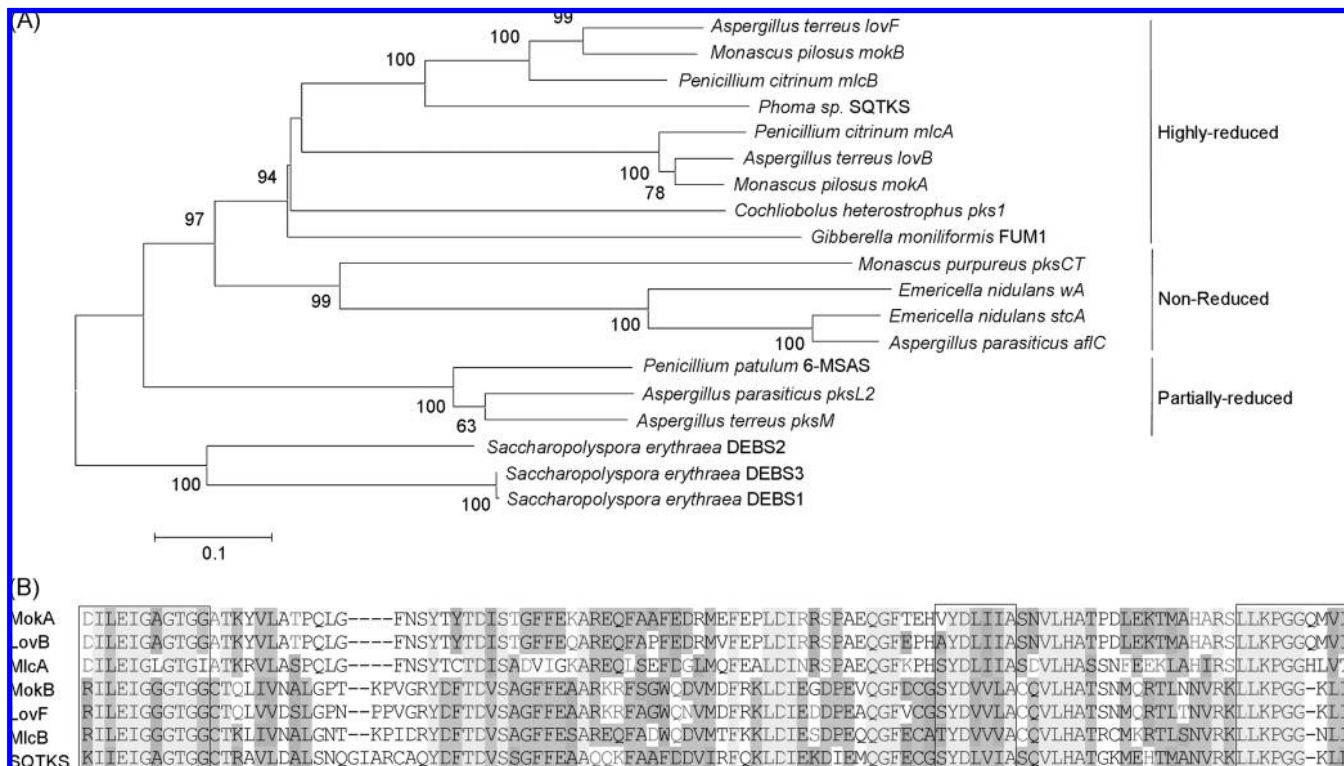 (A)
99
Aspergillus terreus lovF
100
Monascus pilosus mokB
100
Penicillium citrinum mlcB
Phoma sp. SQTKS
Penicillium citrinum mlcA
Highly-reduced
Aspergillus terreus lovB
100
78
Monascus pilosus mokA
94
Cochliobolus heterostrophus pks1
97
Gibberella moniliformis FUM1
Monascus purpureus pksCT
99
Emericella nidulans wA
Non-Reduced
100
Emericella nidulans stcA
100
Aspergillus parasiticus aflC
Penicillium patulum 6-MSAS
Aspergillus parasiticus pksL2
Partially-reduced
100
63
Aspergillus terreus pksM
Saccharopolyspora erythraea DEBS2
100
Saccharopolyspora erythraea DEBS3
100
Saccharopolyspora erythraea DEBS1
0.1
(B)
MokA DILEIGAGTGGATKYVLATPQLG----FNSYTYTDISTGFFEKAREQFAAFEDRMEFEPLDIRRSPAEQGFTEHVYDLIIASNVLHATPDLEKTMAHARSLLKPGGQMVI
LovB DILEIGAGTGGATKYVLATPQLG----FNSYTYTDISTGFFEQAREQFAPFEDRMVFEPLDIRRSPAEQGFEPHAYDLIIASNVLHATPDLEKTMAHARSLLKPGGQMVI
MlcA DILEIGLGTGIATKRVLASPQLG----FNSYTCTDISADVIGKAREQLSEFDGLMQFEALDINRSPAEQGFKPHSYDLIIASDVLHASSNFEEKLAHIRSLLKPGGHLV
MokB RILEIGGGTGGCTQLIVNALGPT--KPVGRYDFTDVSAGFFEAARKRFSGWQDVMDFRKLDIEGDPEVQGFDCGSYDVVLACQVLHATSNMQRTLNNVRKLLKPGG-KLI
LovF RILEIGGGTGGCTQLVVDSLGPN--PPVGRYDFTDVSAGFFEAARKRFAGWQNVMDFRKLDIEDDPEAQGFVCGSYDVVLACQVLHATSNMQRTLTNVRKLLKPGG-KLI
MlcB RILEIGGGTGGCTKLIVNALGNT--KPIDRYDFTDVSAGFFESAREQFADWQDVMTFKKLDIESDPEQQGFECATYDVVVACQVLHATRCMKRTLSNVRKLLKPGG-NLI
SQTKS KILEIGAGTGGCTRAVLDALSNQGIARCAQYDFTDVSSGFFEAAQQKFAAFDDVIRFQKLDIEKDIEMQGFECGSYDLVIASQVLHATGKMEHTMANVRKLLKPGG-KLL